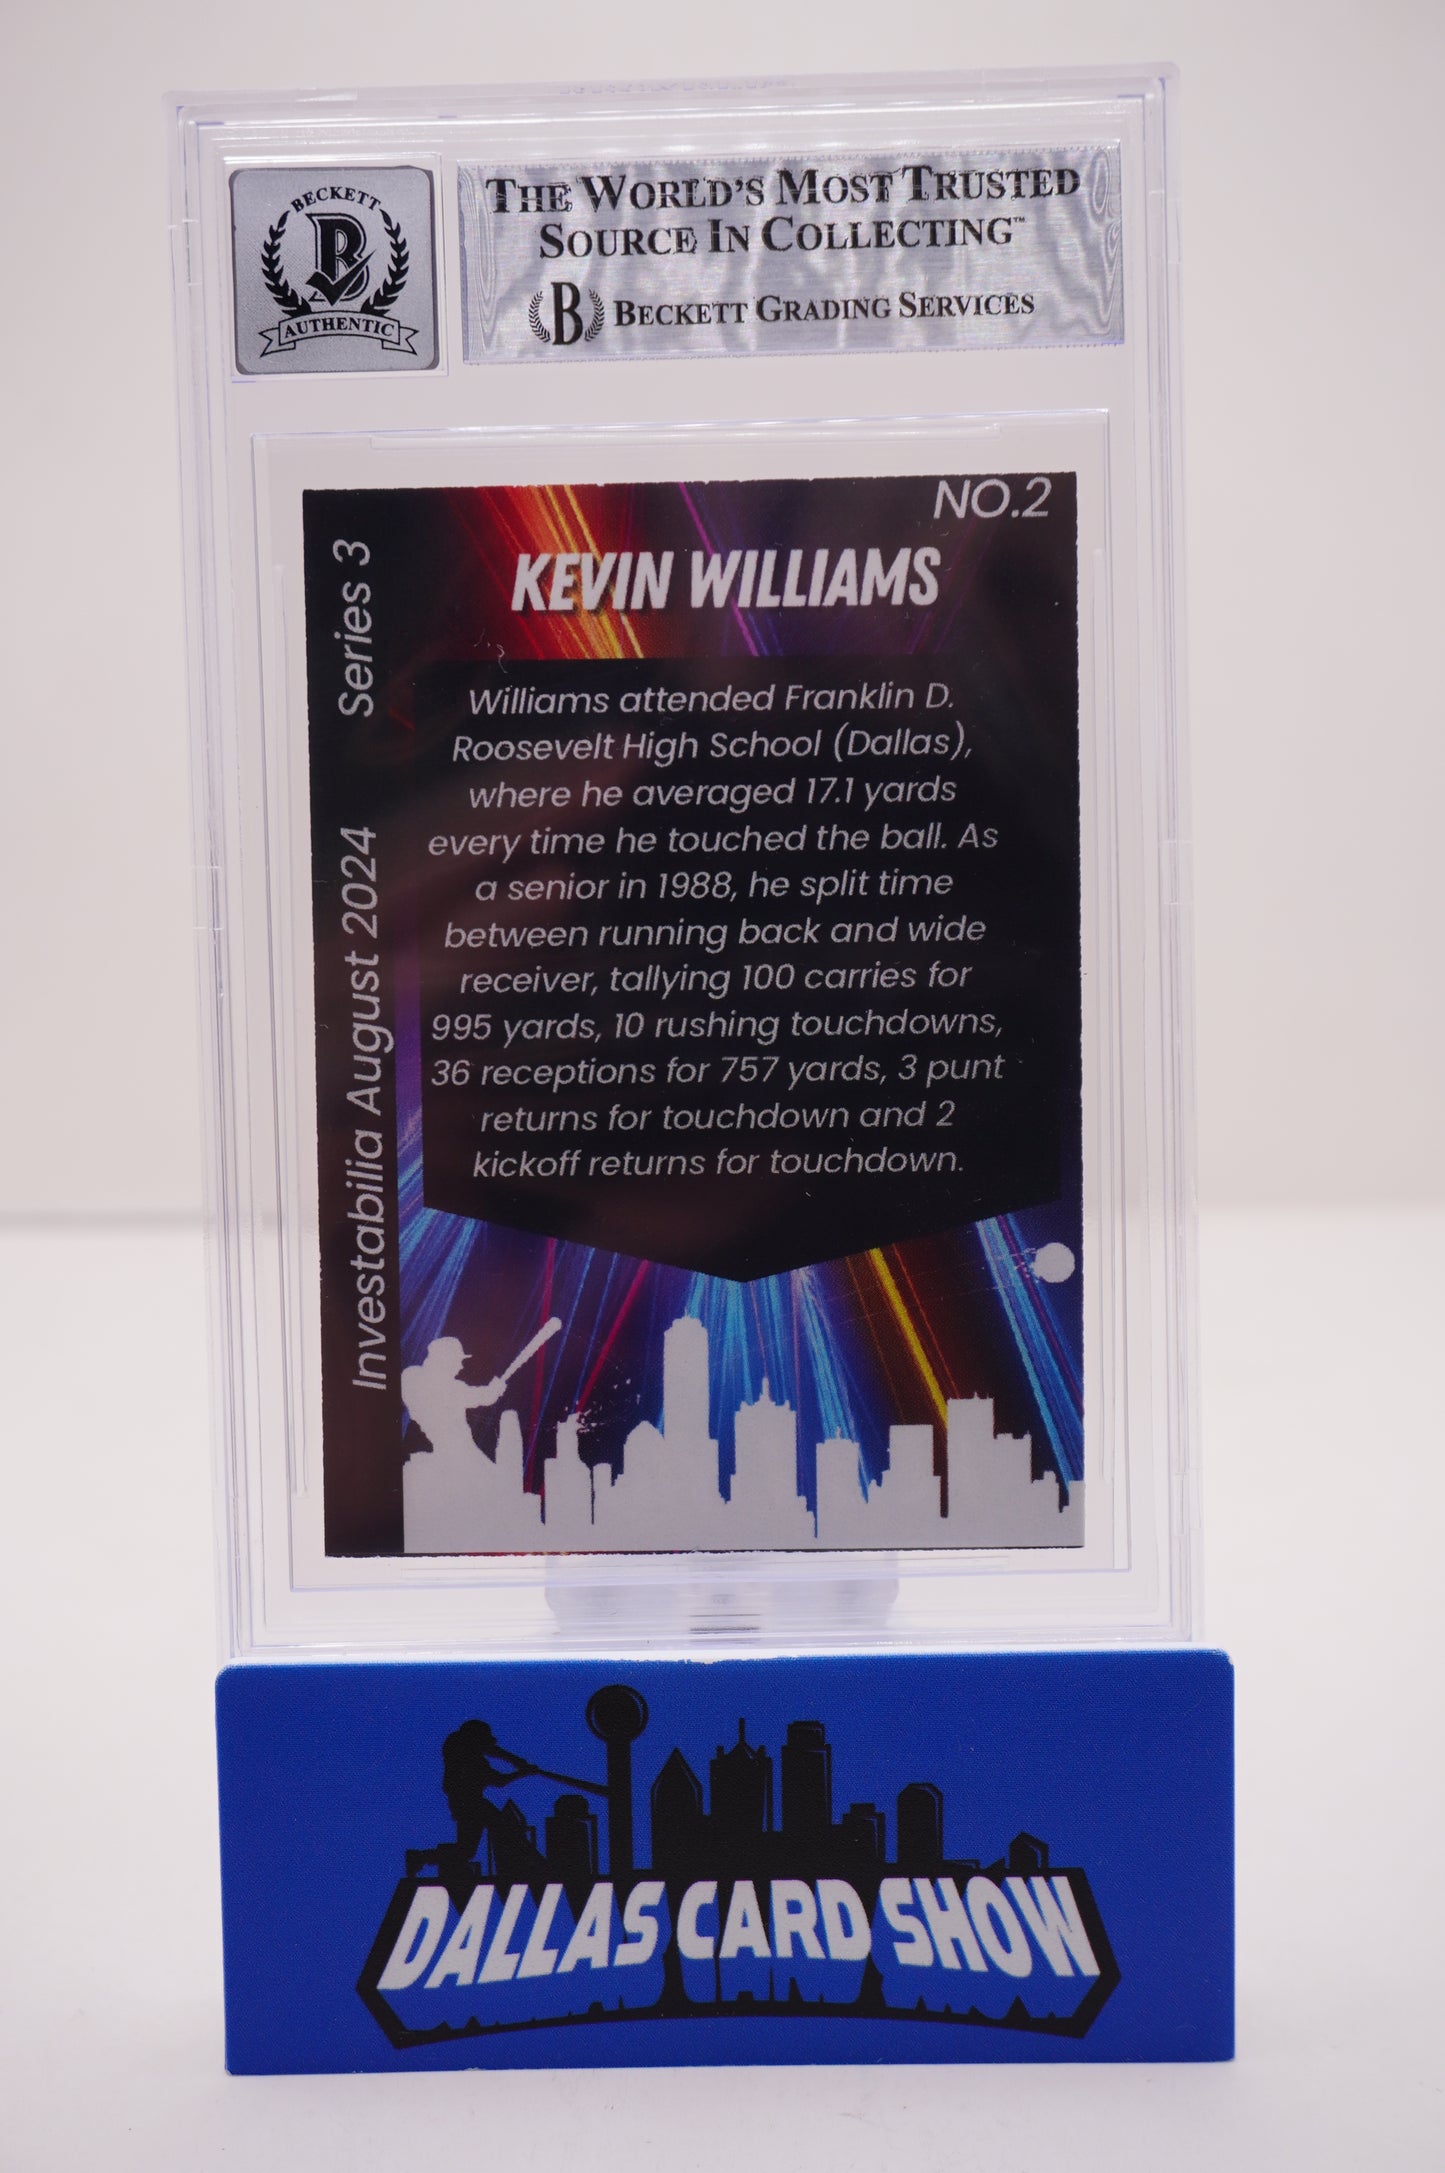 BECKETT
B
AUTHENTIC
THE WORLD'S MOST TRUSTED
SOURCE IN COLLECTING™
B BECKETT GRADING SERVICES
NO.2
Series 3
Investabilia August 2024
KEVIN WILLIAMS
Williams attended Franklin D.
Roosevelt High School (Dallas),
where he averaged 17.1 yards
every time he touched the ball. As
a senior in 1988, he split time
between running back and wide
receiver, tallying 100 carries for
995 yards, 10 rushing touchdowns,
36 receptions for 757 yards, 3 punt
returns for touchdown and 2
kickoff returns for touchdown.
DALLAS CARD SHOW